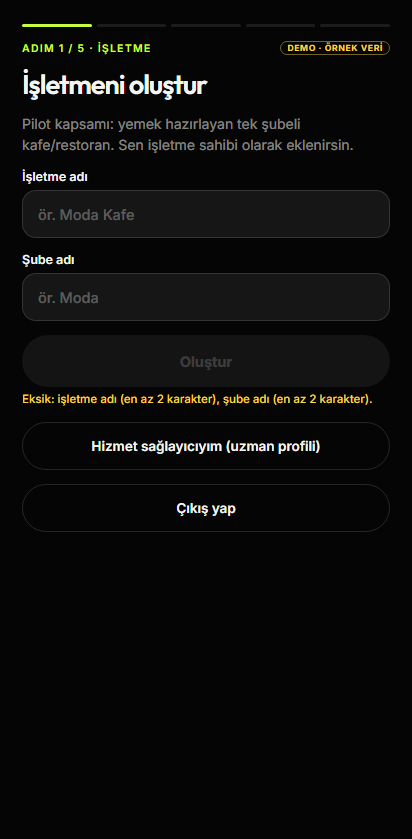 ADIM 1 / 5 · İŞLETME
DEMO · ÖRNEK VERİ
İşletmeni oluştur
Pilot kapsamı: yemek hazırlayan tek şubeli
kafe/restoran. Sen işletme sahibi olarak eklenirsin.
İşletme adı
ör. Moda Kafe
Şube adı
ör. Moda
Oluştur
Eksik: işletme adı (en az 2 karakter), şube adı (en az 2 karakter).
Hizmet sağlayıcıyım (uzman profili)
Çıkış yap